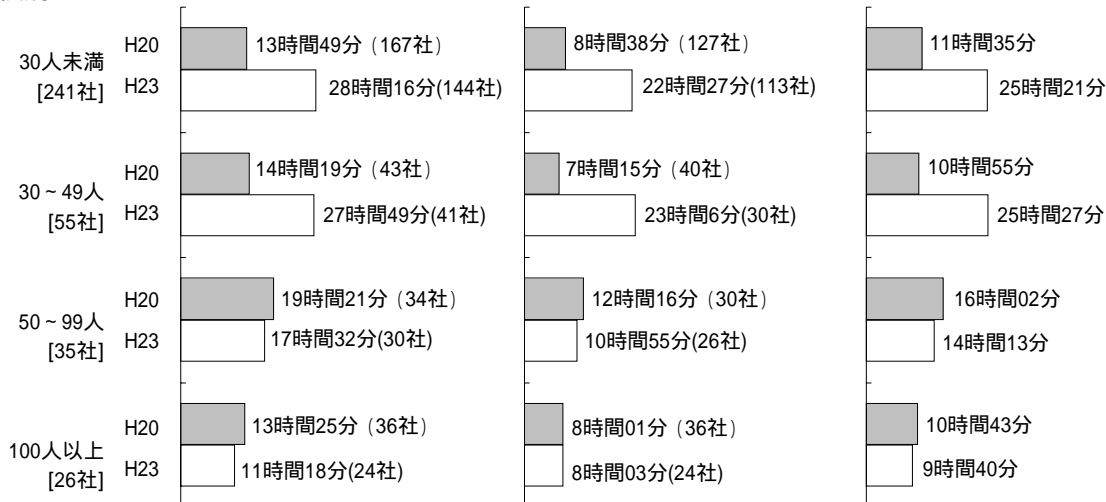 H20 13時間49分（167社） 8時間38分（127社） 11時間35分
30人未満
[241社] H23 28時間16分(144社) 22時間27分(113社) 25時間21分
H20 14時間19分（43社） 7時間15分（40社） 10時間55分
30~49人
[55社] H23 27時間49分(41社) 23時間6分(30社) 25時間27分
H20 19時間21分（34社） 12時間16分（30社） 16時間02分
50~99人
[35社] H23 17時間32分(30社) 10時間55分(26社) 14時間13分
H20 13時間25分（36社） 8時間01分（36社） 10時間43分
100人以上
[26社] H23 11時間18分(24社) 8時間03分(24社) 9時間40分